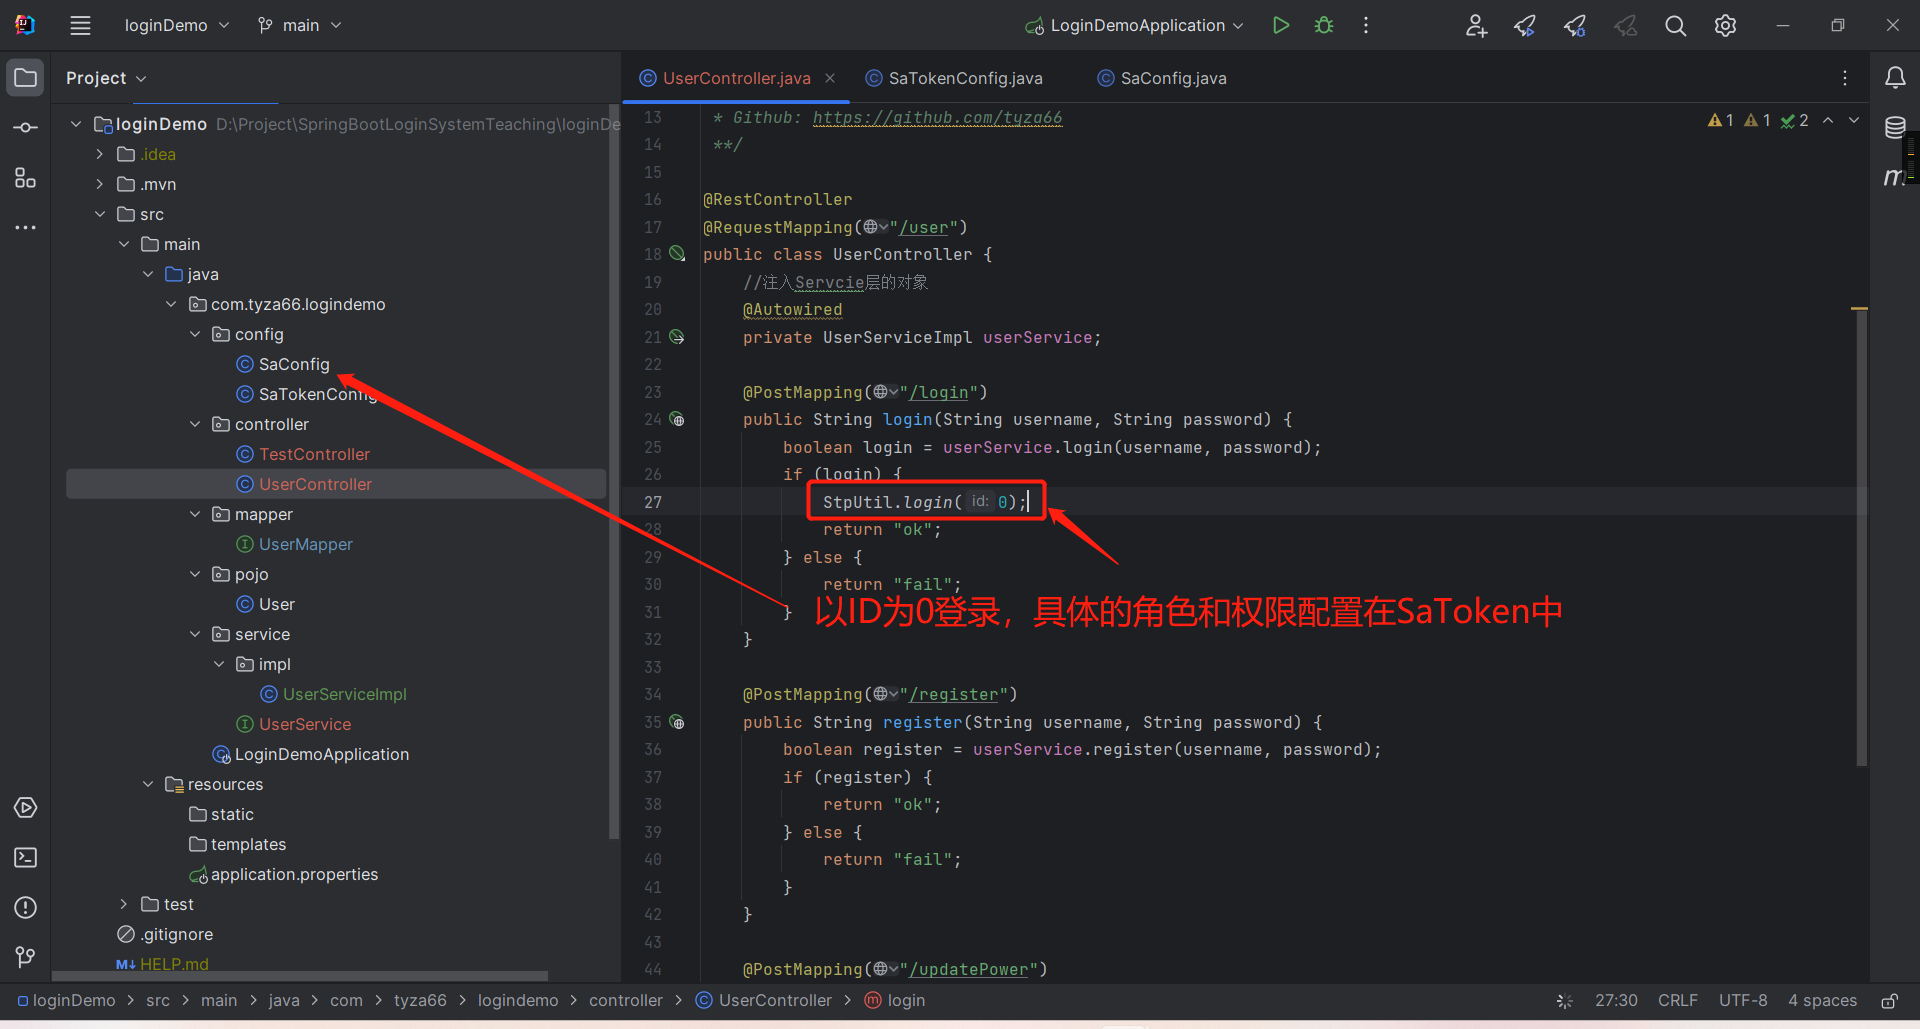 loginDemo main LoginDemoApplication
Project
UserController.java SaTokenConfig.java SaConfig.java
loginDemo D:\Project\SpringBootLoginSystemTeaching\loginDe
.idea
.mvn
src
main
java
com.tyza66.logindemo
config
SaConfig
SaTokenConfig
controller
TestController
UserController
mapper
UserMapper
pojo
User
service
impl
UserServiceImpl
UserService
LoginDemoApplication
resources
static
templates
application.properties
test
.gitignore
M↓ HELP.md
1 1 2
13 * Github: https://github.com/tyza66
14 **/
15
16 @RestController
17 @RequestMapping("/user")
18 public class UserController {
19 //注入Servcie层的对象
20 @Autowired
21 private UserServiceImpl userService;
22
23 @PostMapping("/login")
24 public String login(String username, String password) {
25 boolean login = userService.login(username, password);
26 if (login) {
27 StpUtil.login( id: 0);
28 return "ok";
29 } else {
30 return "fail";
31 }
以ID为0登录，具体的角色和权限配置在SaToken中
32 }
33
34 @PostMapping("/register")
35 public String register(String username, String password) {
36 boolean register = userService.register(username, password);
37 if (register) {
38 return "ok";
39 } else {
40 return "fail";
41 }
42 }
43
44 @PostMapping("/updatePower")
loginDemo > src > main > java > com > tyza66 > logindemo > controller > UserController > login
27:30 CRLF UTF-8 4 spaces